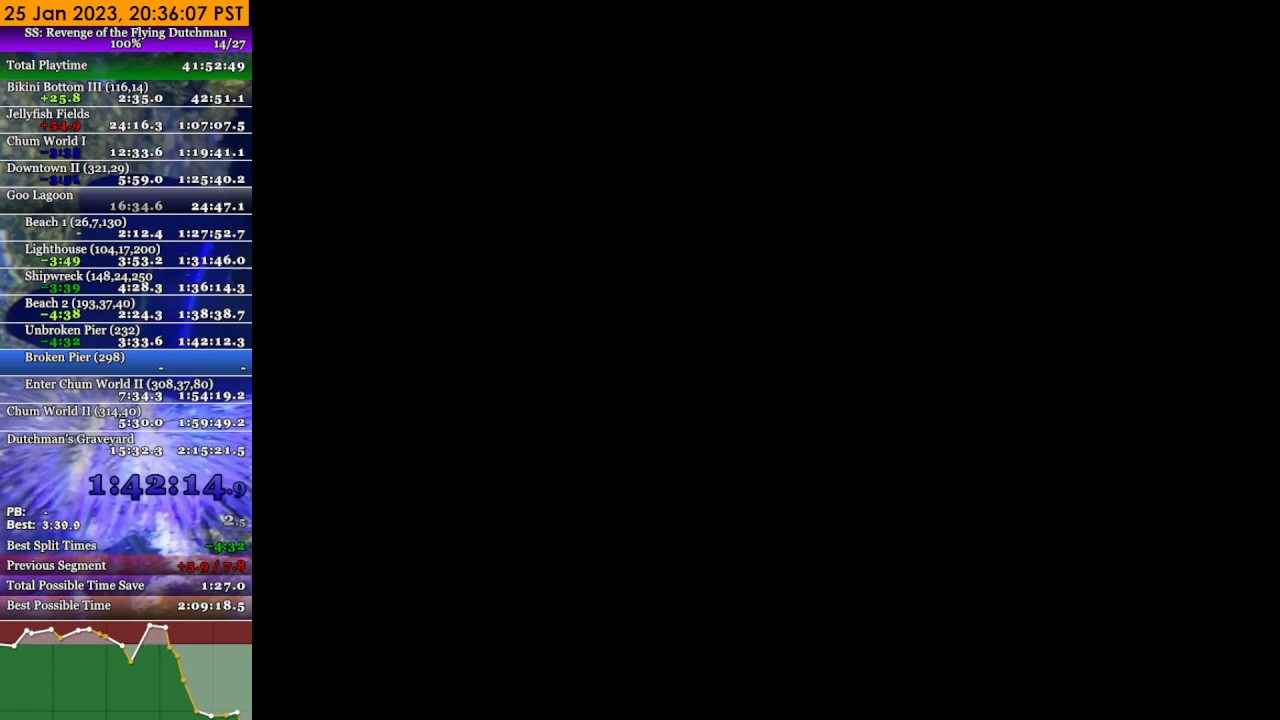 25 Jan 2023, 20:36:07 PST
SS: Revenge of the Flying Dutchman
100% 14/27
Total Playtime 41:52:49
Bikini Bottom III (116,14)
+25.8 2:35.0 42:51.1
Jellyfish Fields
+54.9 24:16.3 1:07:07.5
Chum World I
12:33.6 1:19:41.1
Downtown II (321,29)
5:59.0 1:25:40.2
Goo Lagoon
16:34.6 24:47.1
Beach 1 (26,7,130)
- 2:12.4 1:27:52.7
Lighthouse (104,17,200)
−3:49 3:53.2 1:31:46.0
Shipwreck (148,24,250
−3:39 4:28.3 1:36:14.3
Beach 2 (193,37,40)
−4:38 2:24.3 1:38:38.7
Unbroken Pier (232)
−4:32 3:33.6 1:42:12.3
Broken Pier (298)
- -
Enter Chum World II (308,37,80)
7:34.3 1:54:19.2
Chum World II (314,40)
5:30.0 1:59:49.2
Dutchman's Graveyard
15:32.3 2:15:21.5
1:42:14.9
PB: -
Best: 3:39.9 2.5
Best Split Times −4:32
Previous Segment +5.9 / 7.8
Total Possible Time Save 1:27.0
Best Possible Time 2:09:18.5